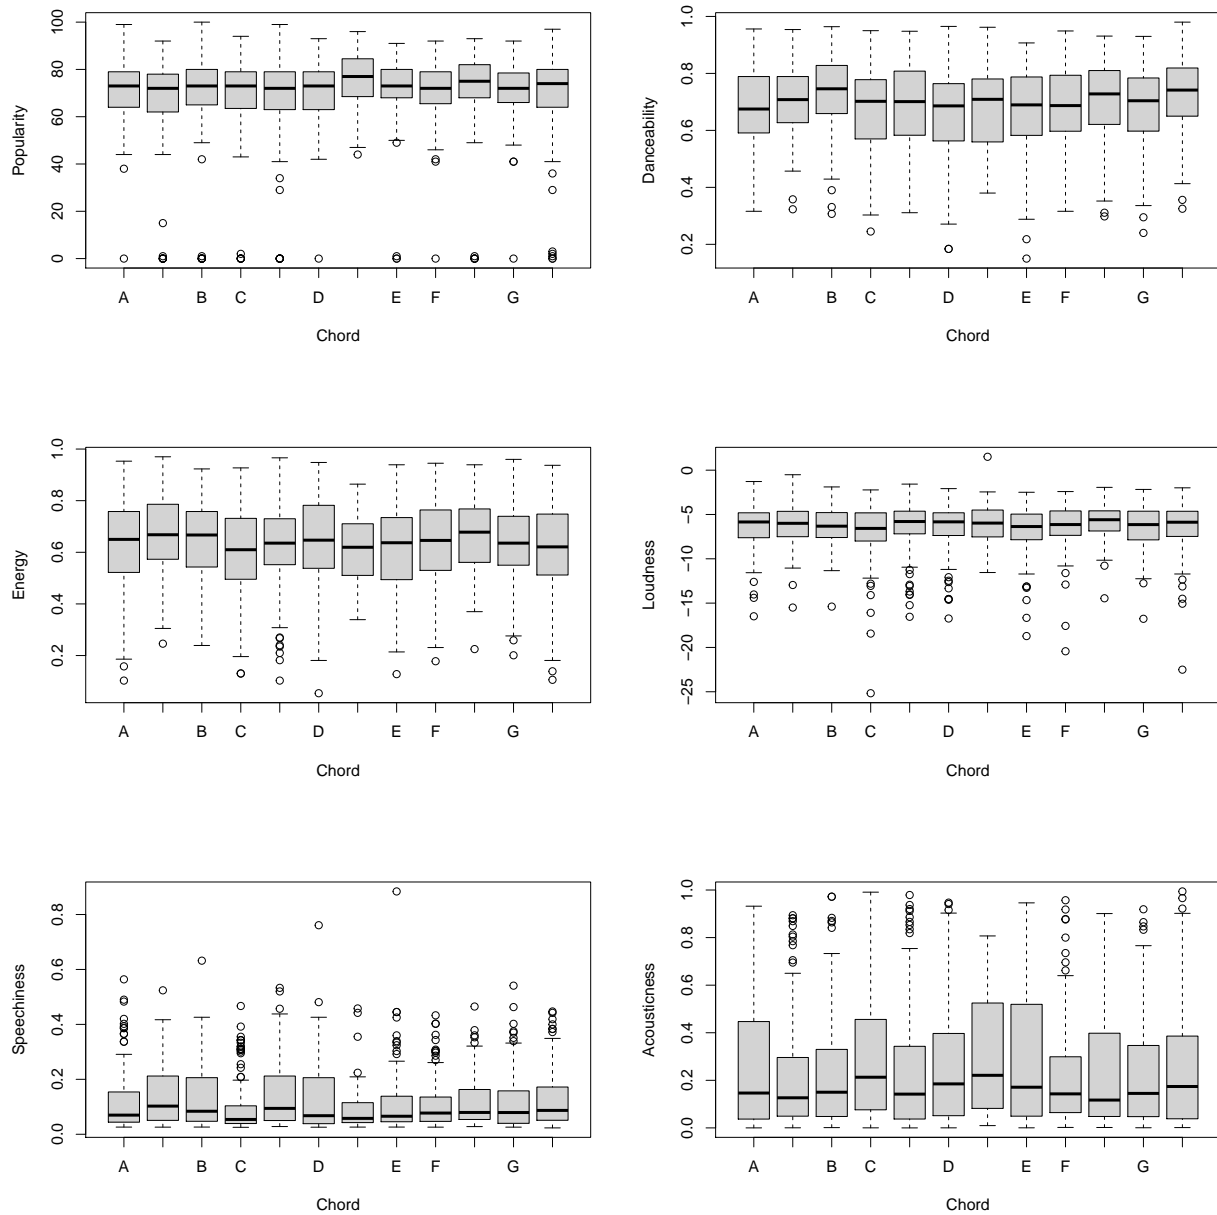 Popularity
100
80
60
40
20
0
A B C D E F G
Chord
Danceability
1.0
0.8
0.6
0.4
0.2
A B C D E F G
Chord
Energy
1.0
0.8
0.6
0.4
0.2
A B C D E F G
Chord
Loudness
0
−5
−10
−15
−20
−25
A B C D E F G
Chord
Speechiness
0.8
0.6
0.4
0.2
0.0
A B C D E F G
Chord
Acousticness
1.0
0.8
0.6
0.4
0.2
0.0
A B C D E F G
Chord